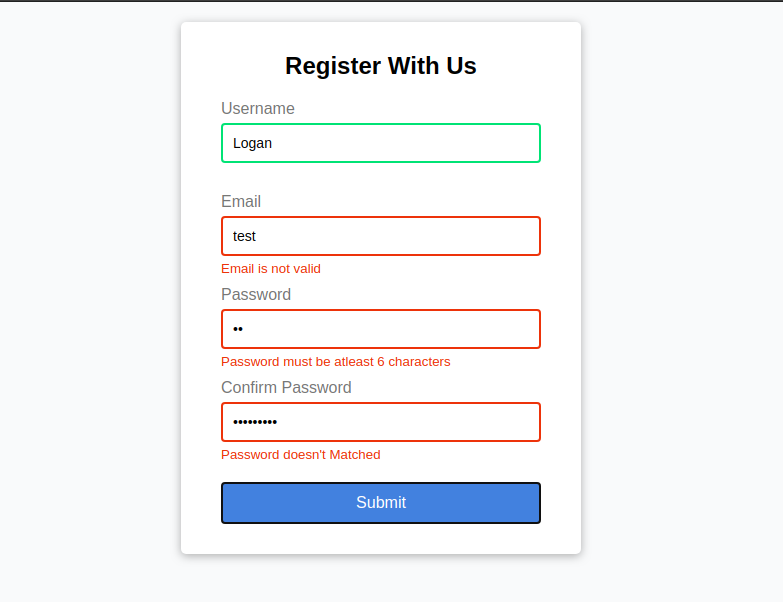 Register With Us
Username
Logan
Email
test
Email is not valid
Password
••
Password must be atleast 6 characters
Confirm Password
•••••••••
Password doesn't Matched
Submit